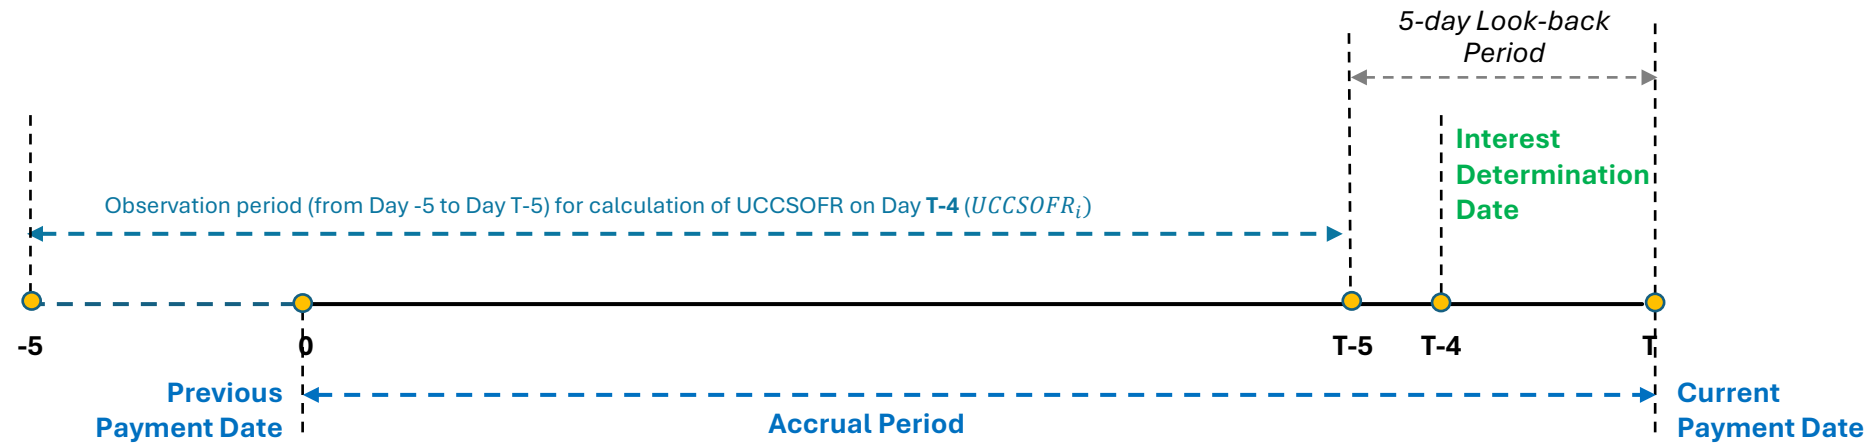 5-day Look-back
Period
Interest
Determination
Date
Observation period (from Day -5 to Day T-5) for calculation of UCCSOFR on Day T-4 (UCCSOFRᵢ)
-5
0
T-5
T-4
T
Previous
Payment Date
Accrual Period
Current
Payment Date